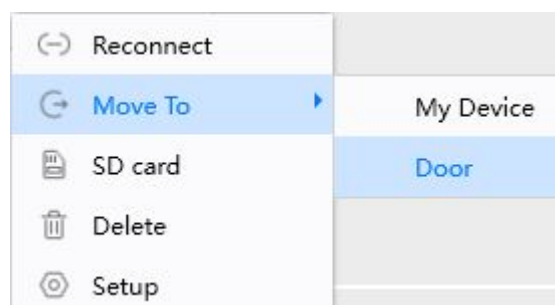 Reconnect
Move To
My Device
SD card
Door
Delete
Setup